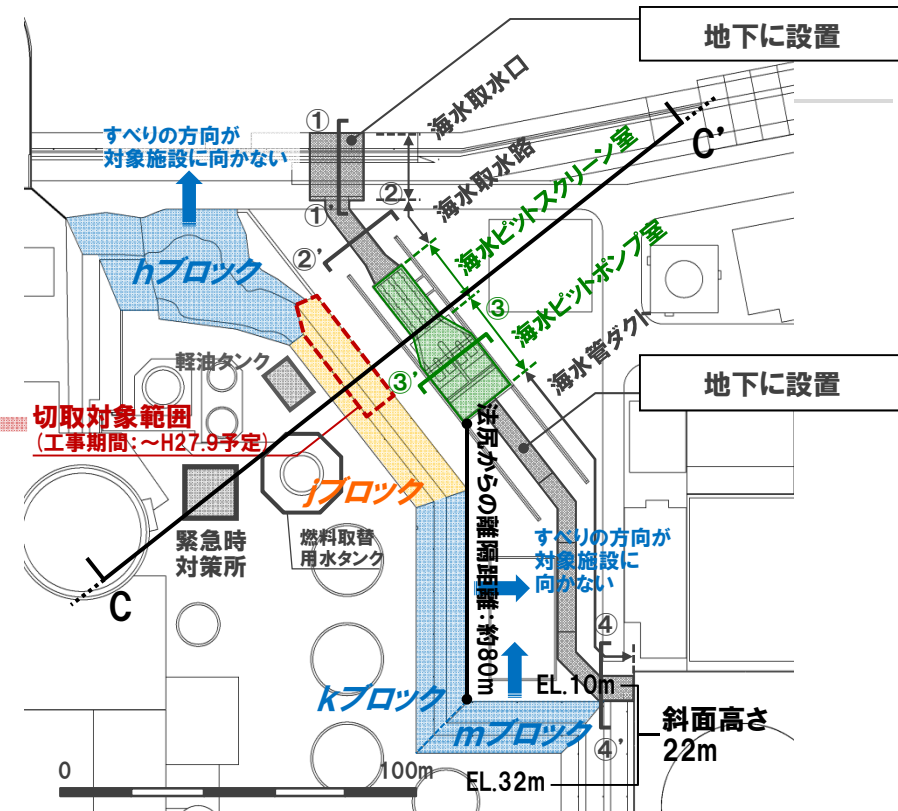 地下に設置
①
海水取水口
C’
すべりの方向が
対象施設に向かない
海水取水路
②
①’
海水ピットスクリーン室
②’
hブロック
③
海水ピットポンプ室
軽油タンク
③’
海水管ダクト
地下に設置
切取対象範囲
(工事期間：～H27.9予定)
jブロック
法尻からの離隔距離：約80m
緊急時
対策所
燃料取替
用水タンク
すべりの方向が
対象施設に
向かない
C
④
kブロック
EL.10m
mブロック
④’
斜面高さ
22m
0
100m
EL.32m